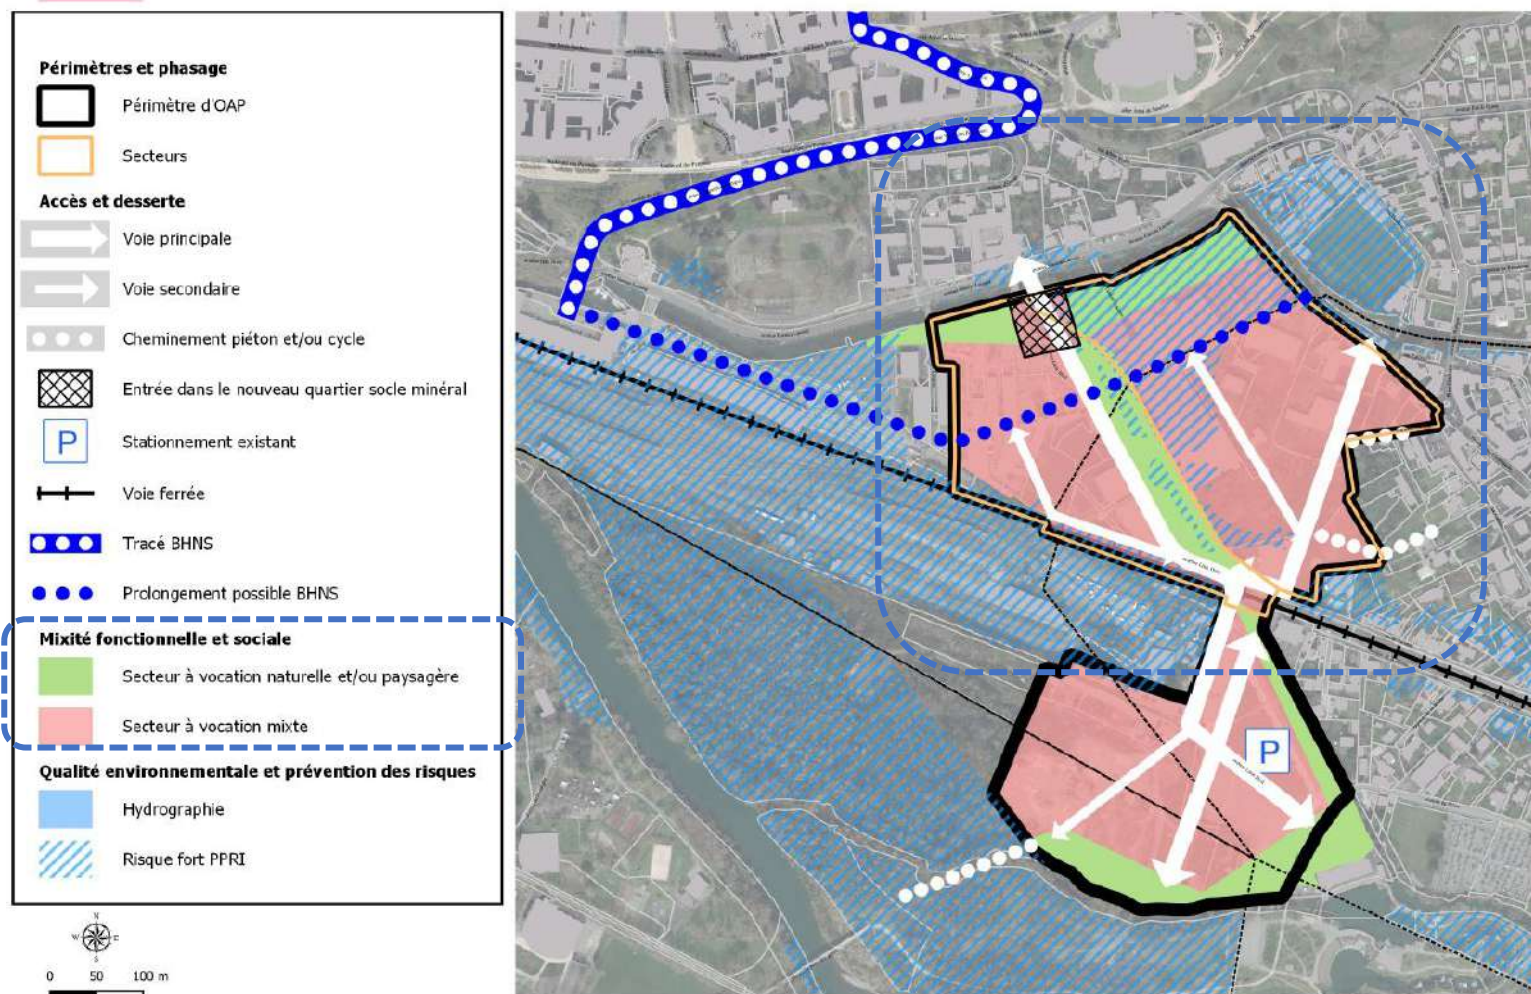 Périmètres et phasage
Périmètre d'OAP
Secteurs
Accès et desserte
Voie principale
Voie secondaire
Cheminement piéton et/ou cycle
Entrée dans le nouveau quartier socle minéral
P
Stationnement existant
Voie ferrée
Tracé BHNS
Prolongement possible BHNS
Mixité fonctionnelle et sociale
Secteur à vocation naturelle et/ou paysagère
Secteur à vocation mixte
Qualité environnementale et prévention des risques
Hydrographie
Risque fort PPRI
N
W
E
S
0 50 100 m
P